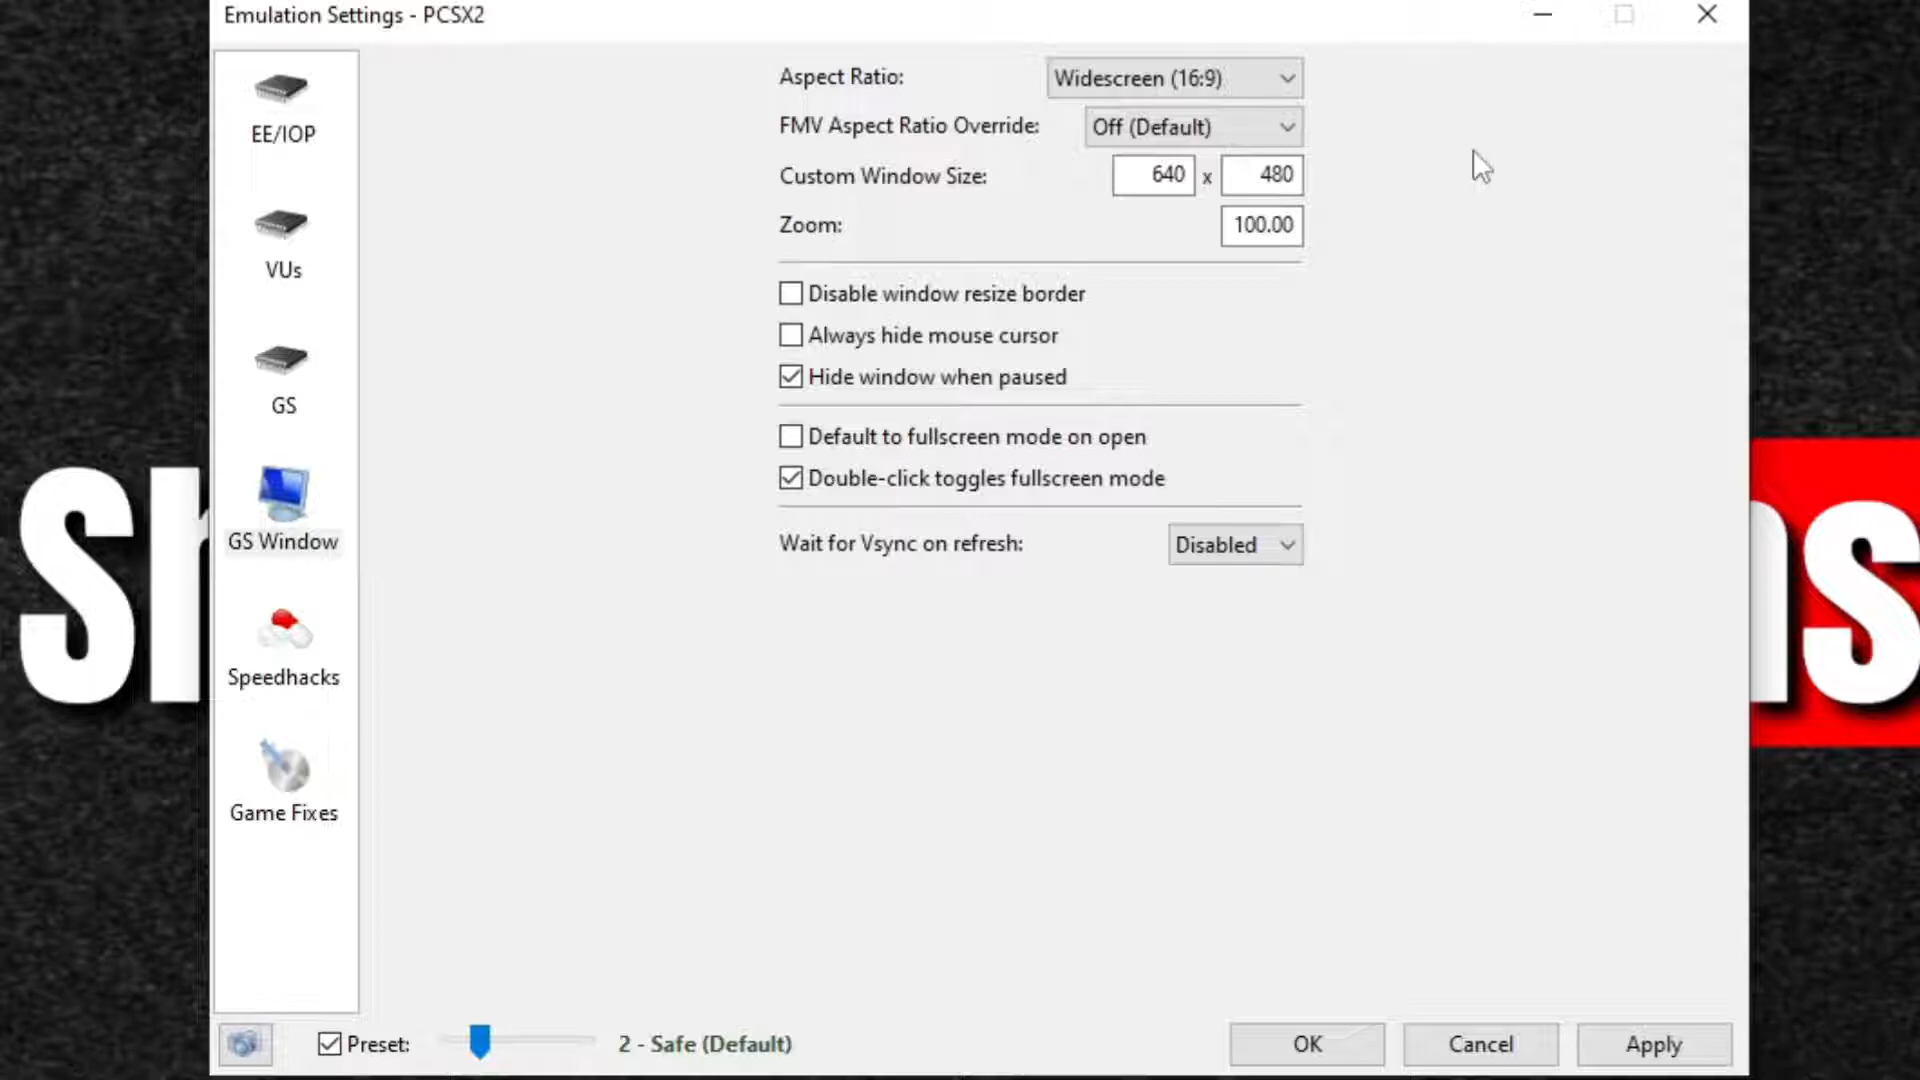 Emulation Settings - PCSX2
EE/IOP
VUs
GS
GS Window
Speedhacks
Game Fixes
Aspect Ratio: Widescreen (16:9)
FMV Aspect Ratio Override: Off (Default)
Custom Window Size: 640 x 480
Zoom: 100.00
Disable window resize border
Always hide mouse cursor
Hide window when paused
Default to fullscreen mode on open
Double-click toggles fullscreen mode
Wait for Vsync on refresh: Disabled
Preset: 2 - Safe (Default)
OK Cancel Apply